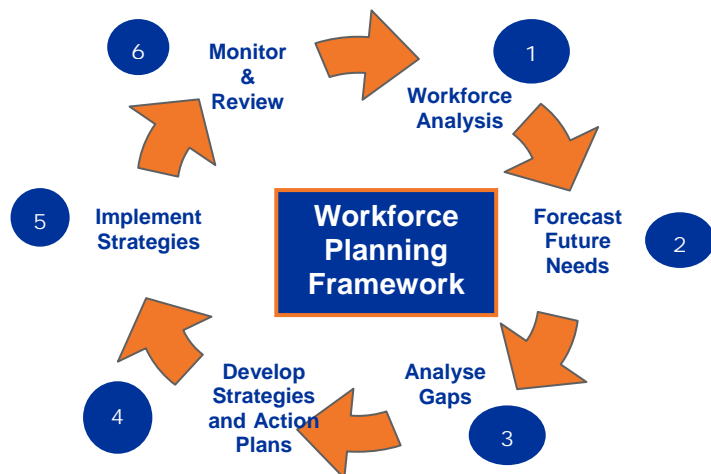 Workforce
Planning
Framework
1
Workforce
Analysis
2
Forecast
Future
Needs
3
Analyse
Gaps
4
Develop
Strategies
and Action
Plans
5
Implement
Strategies
6
Monitor
&
Review